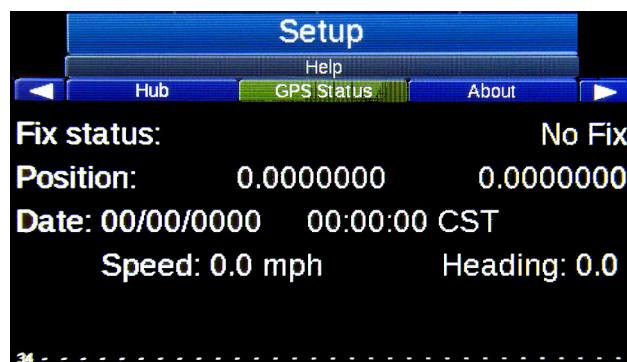 Setup
Help
Hub GPS Status About
Fix status: No Fix
Position: 0.0000000 0.0000000
Date: 00/00/0000 00:00:00 CST
Speed: 0.0 mph Heading: 0.0
34